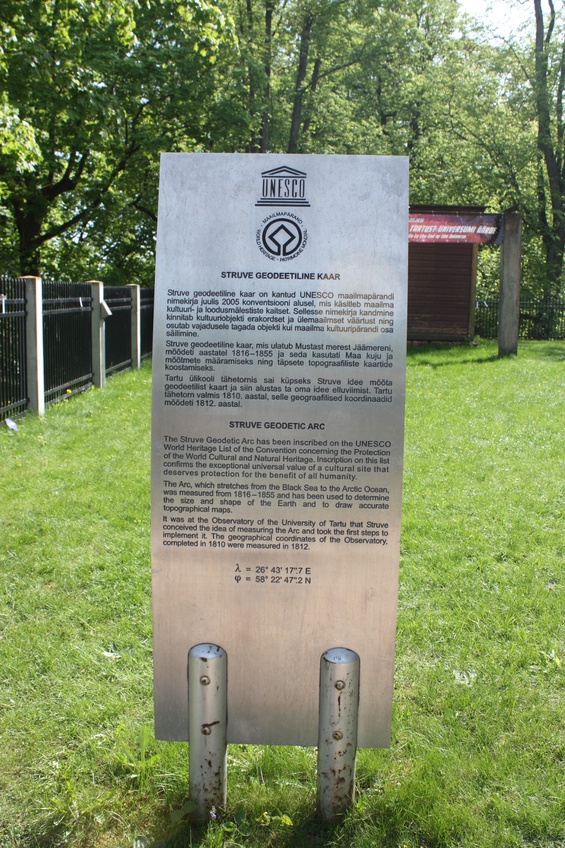 UNESCO
MAAILMAPÄRAND
WORLD HERITAGE • PATRIMOINE MONDIAL
STRUVE GEODEETILINE KAAR
Struve geodeetiline kaar on kantud UNESCO maailmapärandi
nimekirja juulis 2005 konventsiooni alusel, mis käsitleb maailma
kultuuri- ja loodusmälestiste kaitset. Sellesse nimekirja kandmine
kinnitab kultuuriobjekti erakordset ja ülemaailmset väärtust ning
osutab vajadusele tagada objekti kui maailma kultuuripärandi osa
säilimine.
Struve geodeetiline kaar, mis ulatub Mustast merest Jäämereni,
mõõdeti aastatel 1816–1855 ja seda kasutati Maa kuju ja
mõõtmete määramiseks ning täpsete topograafiliste kaartide
koostamiseks.
Tartu ülikooli tähetornis sai küpseks Struve idee mõõta
geodeetilist kaart ja siin alustas ta oma idee elluviimist. Tartu
tähetorn valmis 1810. aastal, selle geograafilised koordinaadid
mõõdeti 1812. aastal.
STRUVE GEODETIC ARC
The Struve Geodetic Arc has been inscribed on the UNESCO
World Heritage List of the Convention concerning the Protection
of the World Cultural and Natural Heritage. Inscription on this list
confirms the exceptional universal value of a cultural site that
deserves protection for the benefit of all humanity.
The Arc, which stretches from the Black Sea to the Arctic Ocean,
was measured from 1816–1855 and has been used to determine
the size and shape of the Earth and to draw accurate
topographical maps.
It was at the Observatory of the University of Tartu that Struve
conceived the idea of measuring the Arc and took the first steps to
implement it. The geographical coordinates of the Observatory,
completed in 1810 were measured in 1812.
λ = 26° 43' 17".7 E
φ = 58° 22' 47".2 N
TARTUST UNIVERSUMI ÄÄRENI